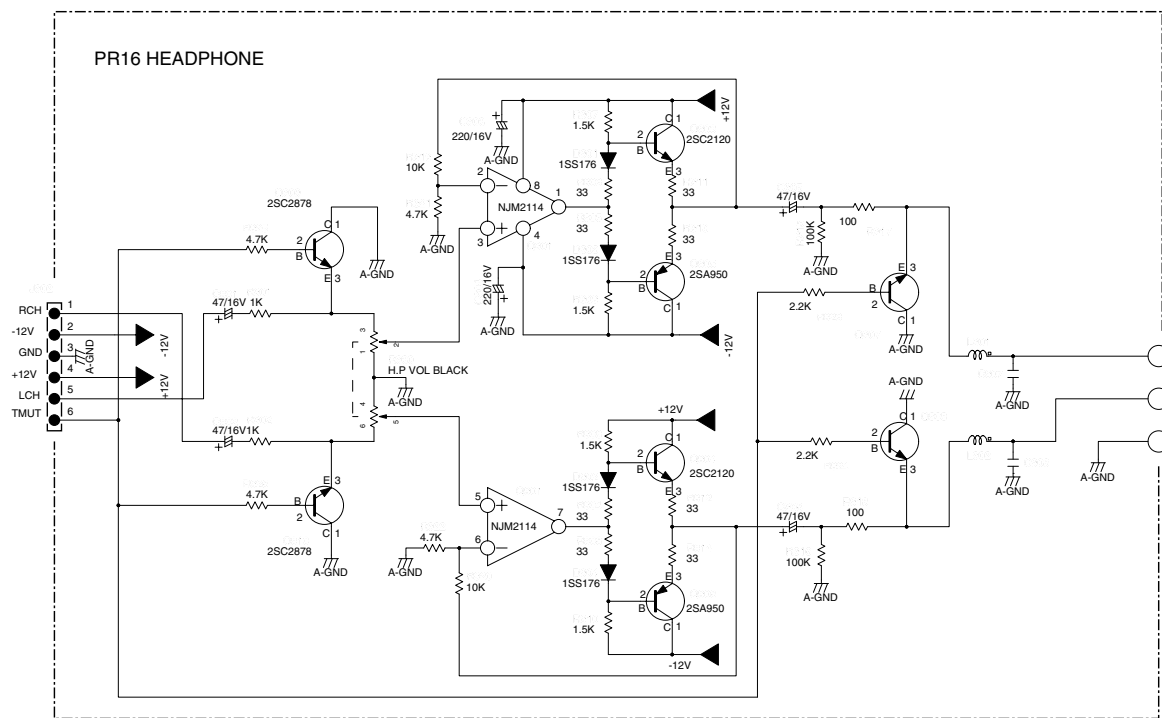 PR16 HEADPHONE
+12V
C 1
1.5K
220/16V
2 B
2SC2120
A-GND
1SS176
E 3
10K
2
8
33
33
47/16V
2SC2878
1
NJM2114
4.7K
C 1
3
4
33
33
100K
100
4.7K
2 B
A-GND
A-GND
1SS176
E 3
A-GND
E 3
220/16V
2 B
2SA950
E 3
B 2
RCH 1
47/16V 1K
1.5K
C 1
2.2K
C 1
-12V 2
A-GND
GND 3
A-GND
-12V
3
2
1
-12V
A-GND
+12V 4
+12V
H.P VOL BLACK
A-GND
LCH 5
A-GND
A-GND
TMUT 6
4
5
6
+12V
C 1
C 1
47/16V 1K
1.5K
2 B
2SC2120
2.2K
2 B
E 3
1SS176
E 3
E 3
A-GND
A-GND
4.7K
B 2
5
7
33
33
47/16V
100
C 1
NJM2114
2SC2878
4.7K
6
33
33
100K
A-GND
A-GND
1SS176
E 3
10K
2 B
2SA950
A-GND
1.5K
C 1
-12V